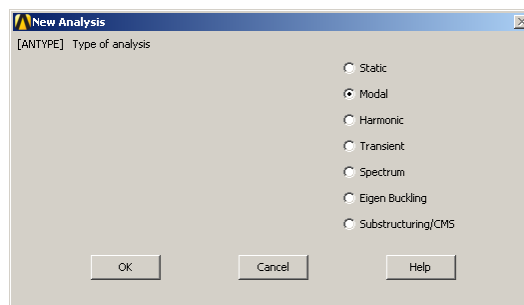 New Analysis
[ANTYPE] Type of analysis
Static
Modal
Harmonic
Transient
Spectrum
Eigen Buckling
Substructuring/CMS
OK Cancel Help